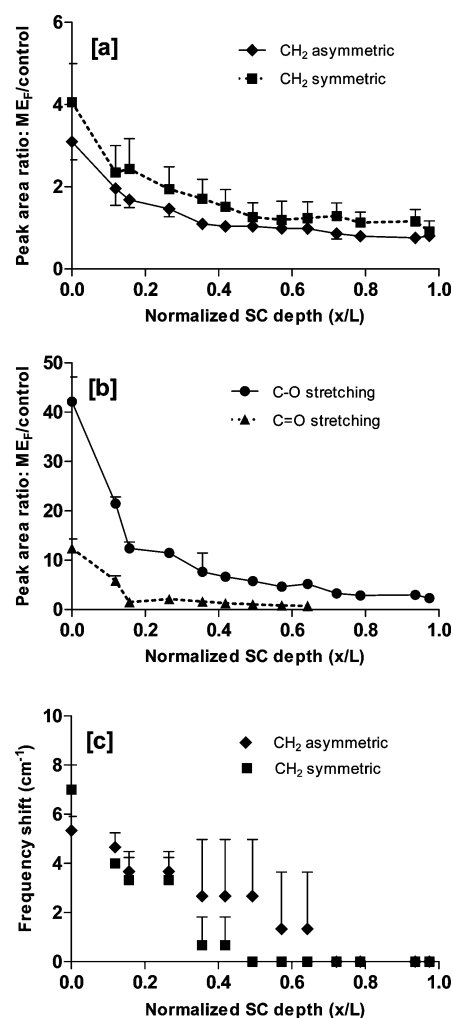 [a]
CH₂ asymmetric
CH₂ symmetric
Peak area ratio: MEF/control
6
4
2
0
0.0 0.2 0.4 0.6 0.8 1.0
Normalized SC depth (x/L)
[b]
C-O stretching
C=O stretching
Peak area ratio: MEF/control
50
40
30
20
10
0
0.0 0.2 0.4 0.6 0.8 1.0
Normalized SC depth (x/L)
[c]
CH₂ asymmetric
CH₂ symmetric
Frequency shift (cm⁻¹)
10
8
6
4
2
0
0.0 0.2 0.4 0.6 0.8 1.0
Normalized SC depth (x/L)